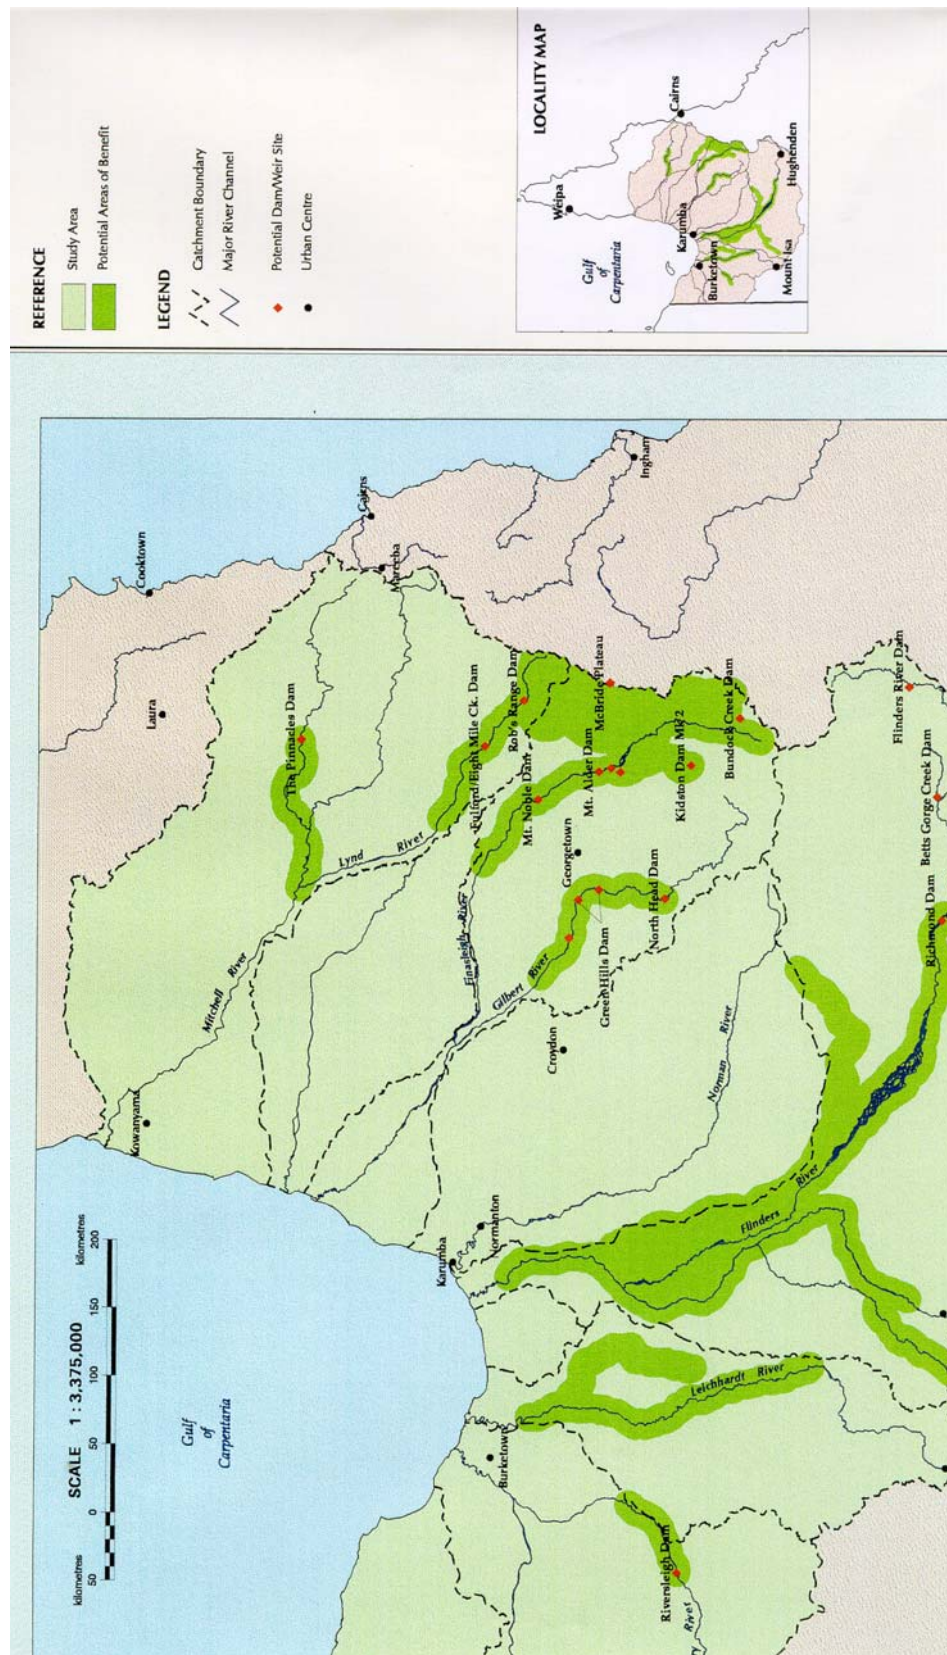 REFERENCE
Study Area
Potential Areas of Benefit
LEGEND
Catchment Boundary
Major River Channel
Potential Dam/Weir Site
Urban Centre
LOCALITY MAP
Weipa
Gulf
of
Carpentaria
Cairns
Karumba
Burketown
Mount Isa
Hughenden
kilometres
50
0
50
100
150
200
kilometres
SCALE 1 : 3,375,000
Gulf
of
Carpentaria
Cooktown
Laura
Kowanyama
Cairns
Mareeba
The Pinnacles Dam
Mitchell River
Lynd River
Fulford/Eight Mile Ck. Dam
Rob's Range Dam
Einasleigh River
Mt. Noble Dam
Mt. Alder Dam
McBride Plateau
Ingham
Karumba
Normanton
Gilbert River
Georgetown
Croydon
Green Hills Dam
North Head Dam
Kidston Dam Mk/2
Bundock Creek Dam
Burketown
Norman River
Flinders River
Leichhardt River
Riversleigh Dam
River
Flinders River Dam
Betts Gorge Creek Dam
Richmond Dam